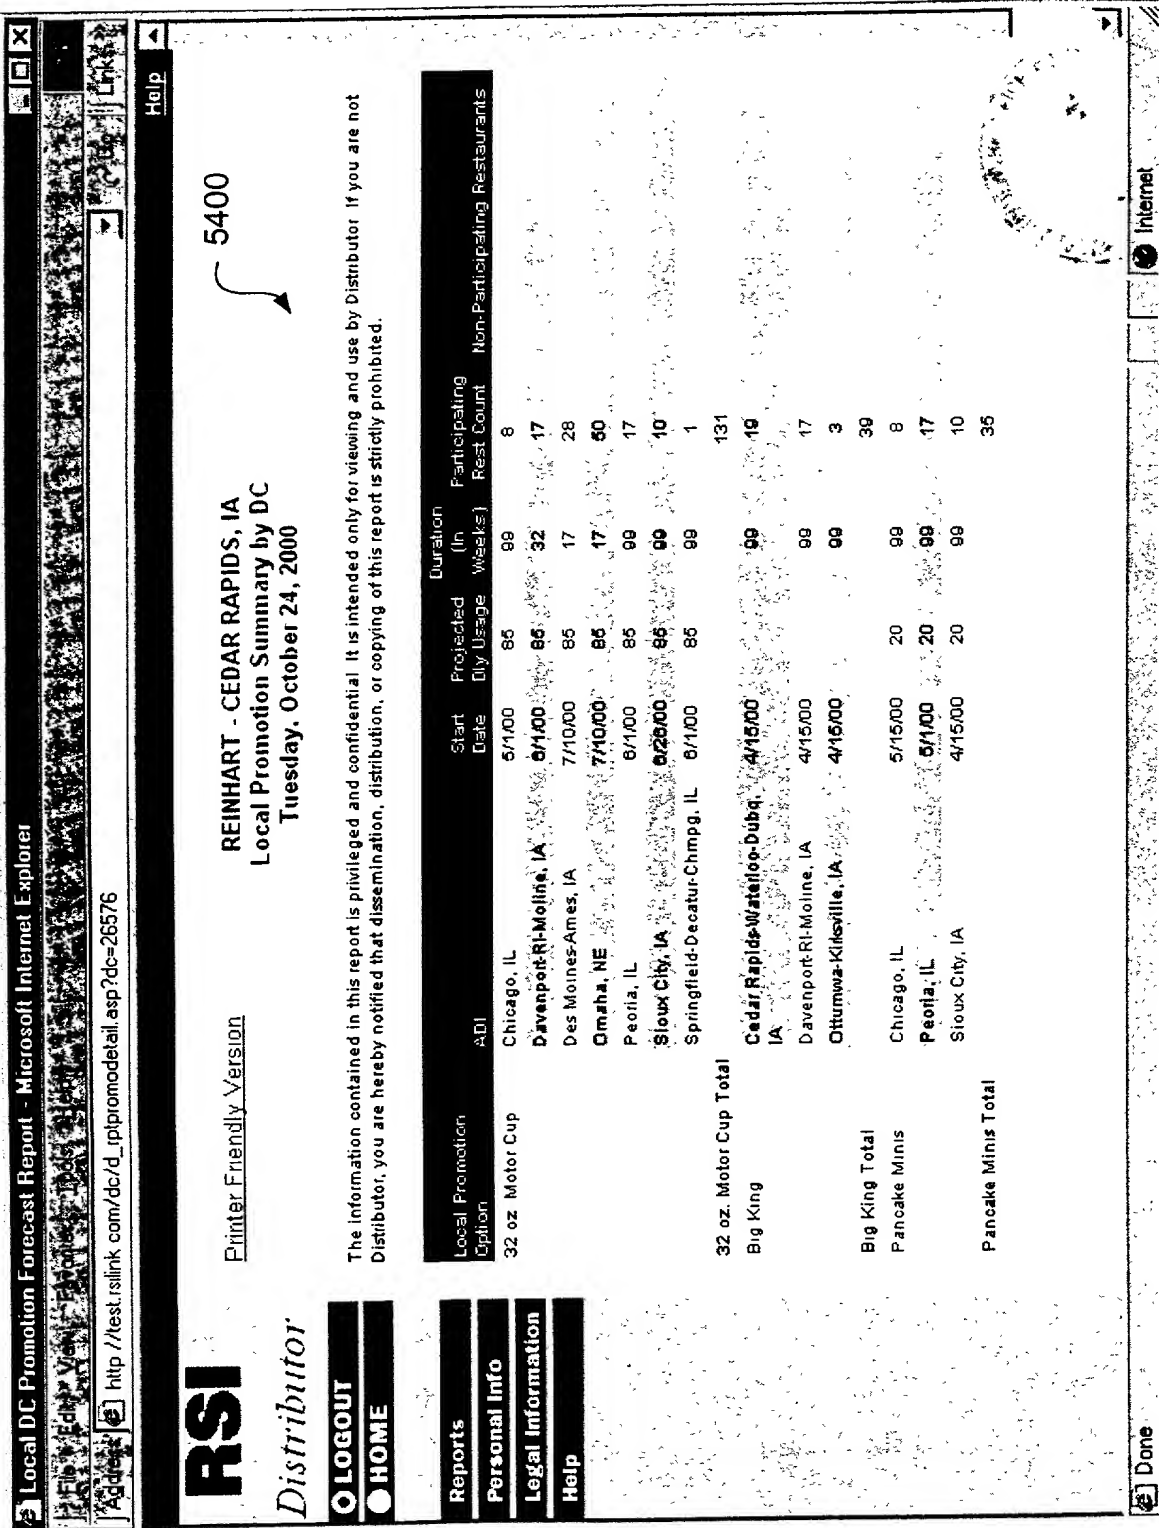 Local DC Promotion Forecast Report - Microsoft Internet Explorer
File Edit View Favorites Tools Help
Address http //test.rsilink com/dc/d_rptpromodetail.asp?dc=26576 Go Links »
Help
RSI
Distributor
LOGOUT
HOME
Reports
Personal Info
Legal Information
Help
Printer Friendly Version
REINHART - CEDAR RAPIDS, IA
Local Promotion Summary by DC
Tuesday, October 24, 2000
5400
The information contained in this report is privileged and confidential It is intended only for viewing and use by Distributor If you are not
Distributor, you are hereby notified that dissemination, distribution, or copying of this report is strictly prohibited.
Local Promotion Option ADI Start Date Projected Dly Usage Duration (In Weeks) Participating Rest Count Non-Participating Restaurants
32 oz Motor Cup Chicago, IL 5/1/00 85 99 8
Davenport-RI-Moline, IA 6/1/00 85 32 17
Des Moines-Ames, IA 7/10/00 85 17 28
Omaha, NE 7/10/00 85 17 50
Peoria, IL 6/1/00 85 99 17
Sioux City, IA 6/26/00 85 99 10
Springfield-Decatur-Chmpg, IL 6/1/00 85 99 1
32 oz. Motor Cup Total 131
Big King Cedar Rapids-Waterloo-Dubq, IA 4/15/00 99 19
Davenport-RI-Moline, IA 4/15/00 99 17
Ottumwa-Kirksville, IA 4/15/00 99 3
Big King Total 39
Pancake Minis Chicago, IL 5/15/00 20 99 8
Peoria, IL 5/1/00 20 99 17
Sioux City, IA 4/15/00 20 99 10
Pancake Minis Total 35
Done Internet